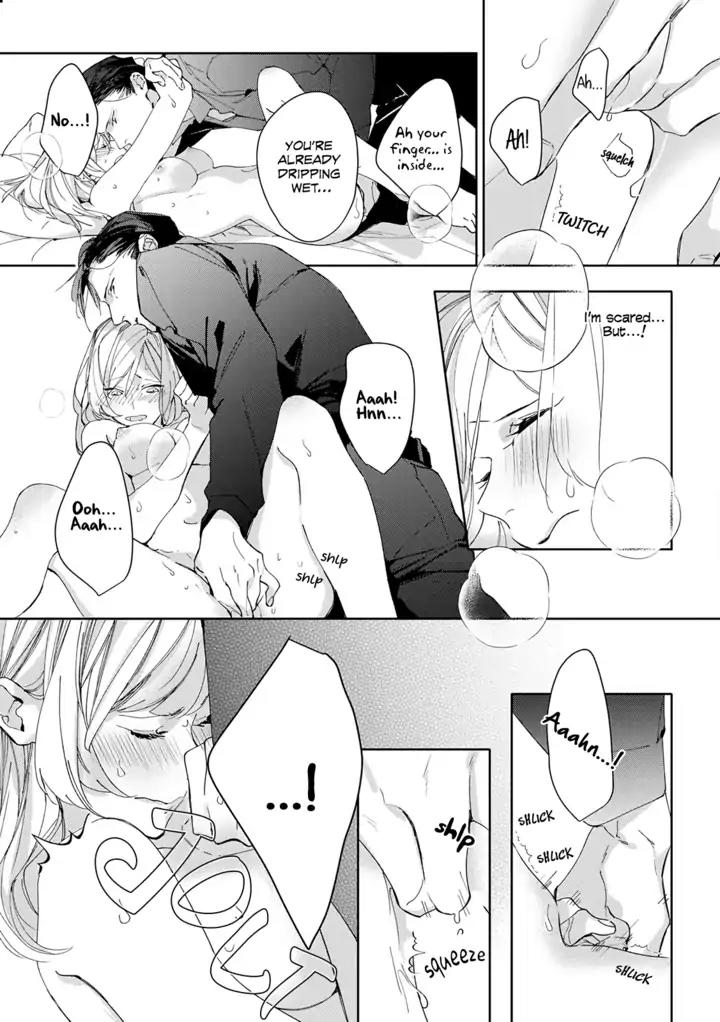 Ah...
squelch
Ah!
TWITCH
Ah your
finger... is
inside...
YOU'RE
ALREADY
DRIPPING
WET...
No...!
I'm scared...
But...!
Aaah!
Hnn...
Ooh...
Aaah...
shlp
shlp
Aaahn...!
SHLICK
SHLICK
SHLICK
shlp
squeeze
...!
JOLT